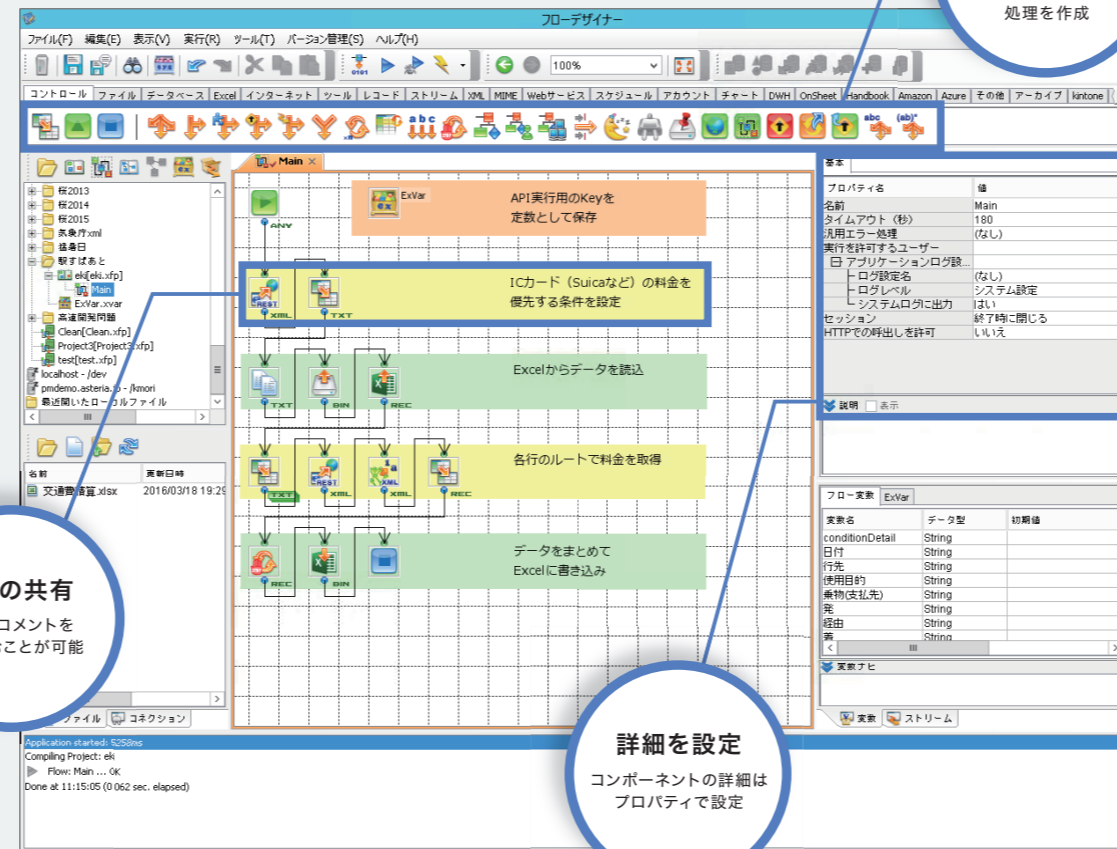 処理を作成
フローデザイナー
ファイル(F) 編集(E) 表示(V) 実行(R) ツール(T) バージョン管理(S) ヘルプ(H)
100%
コントロール ファイル データベース Excel インターネット ツール レコード ストリーム XML MIME Webサービス スケジュール アカウント チャート DWH OnSheet Handbook Amazon Azure その他 アーカイブ kintone
Main
桜2013
桜2014
桜2015
気象庁xml
駅すぱあと
eki[eki.xfp]
Main
ExVar.xvar
高速開発問題
Clean[Clean.xfp]
Project3[Project3.xfp]
test[test.xfp]
localhost - /dev
最近開いたローカルファイル
名前 更新日時
交通費精算.xlsx 2016/03/18 19:29
の共有
コメントを
ことが可能
ファイル コネクション
ANY
ExVar
API実行用のKeyを
定数として保存
REST
XML TXT
ICカード（Suicaなど）の料金を
優先する条件を設定
TXT BIN REC
Excelからデータを読込
REST XML
TXT XML XML REC
各行のルートで料金を取得
REC BIN
データをまとめて
Excelに書き込み
基本
プロパティ名 値
名前 Main
タイムアウト（秒） 180
汎用エラー処理 (なし)
実行を許可するユーザー
アプリケーションログ設...
ログ設定名 (なし)
ログレベル システム設定
システムログに出力 はい
セッション 終了時に閉じる
HTTPでの呼出しを許可 いいえ
説明 表示
フロー変数 ExVar
変数名 データ型 初期値
conditionDetail String
日付 String
行先 String
使用目的 String
乗物(支払先) String
発 String
経由 String
着 String
変数ナビ
変数 ストリーム
詳細を設定
コンポーネントの詳細は
プロパティで設定
Application started: 5258ms
Compiling Project: eki
Flow: Main ... OK
Done at 11:15:05 (0.062 sec. elapsed)